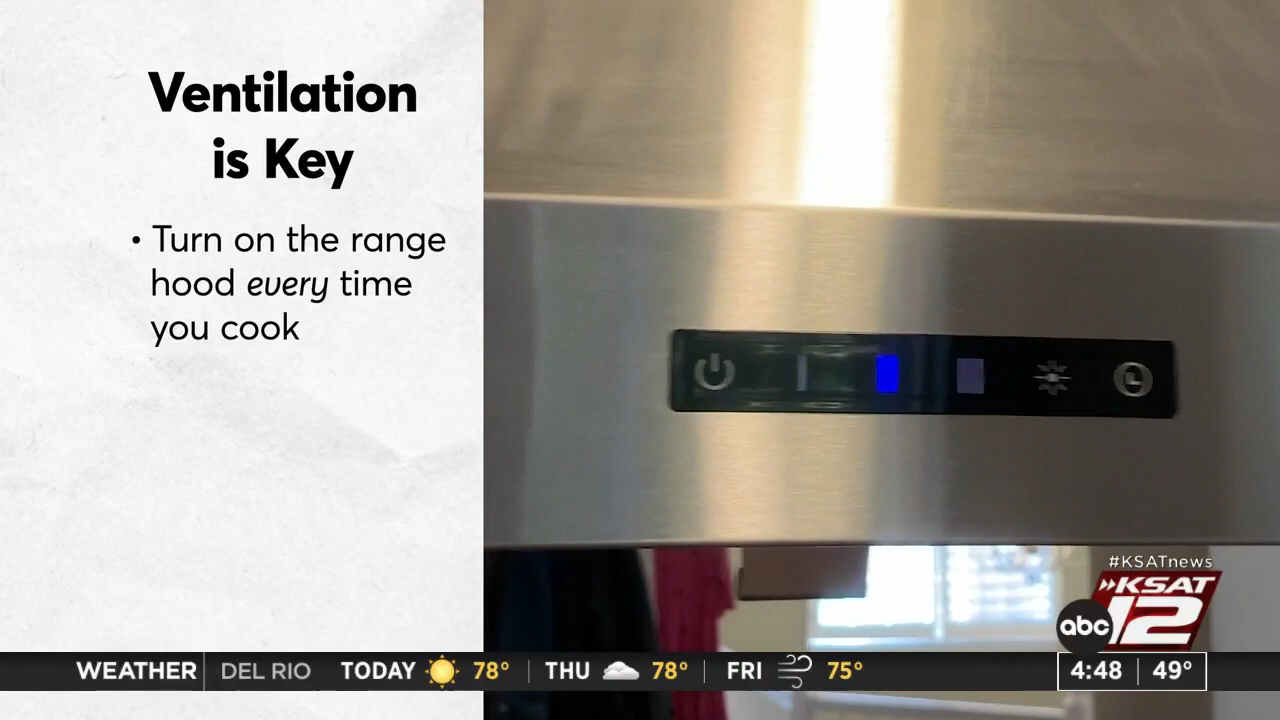 Ventilation
is Key
• Turn on the range
hood every time
you cook
#KSATnews
KSAT
abc 12
WEATHER DEL RIO TODAY 78° THU 78° FRI 75° 4:48 49°